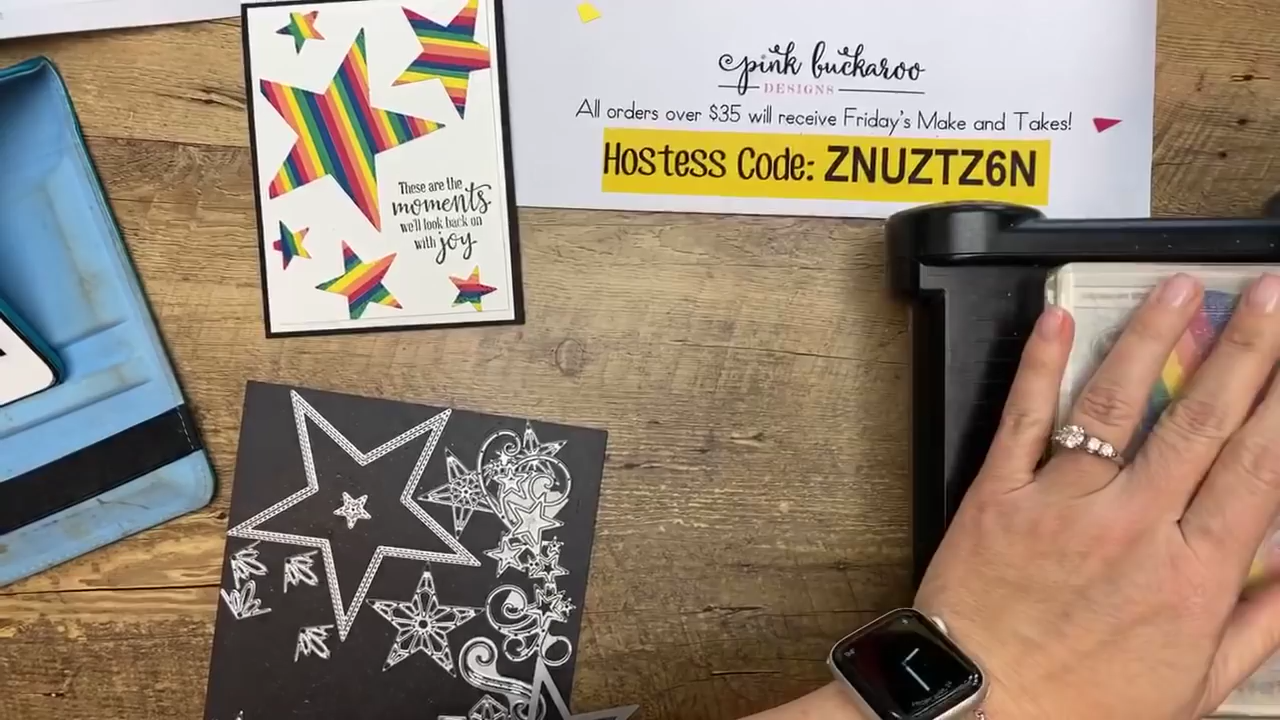 These are the
moments
we'll look back on
with joy
pink buckaroo
DESIGNS
All orders over $35 will receive Friday's Make and Takes!
Hostess Code: ZNUZTZ6N